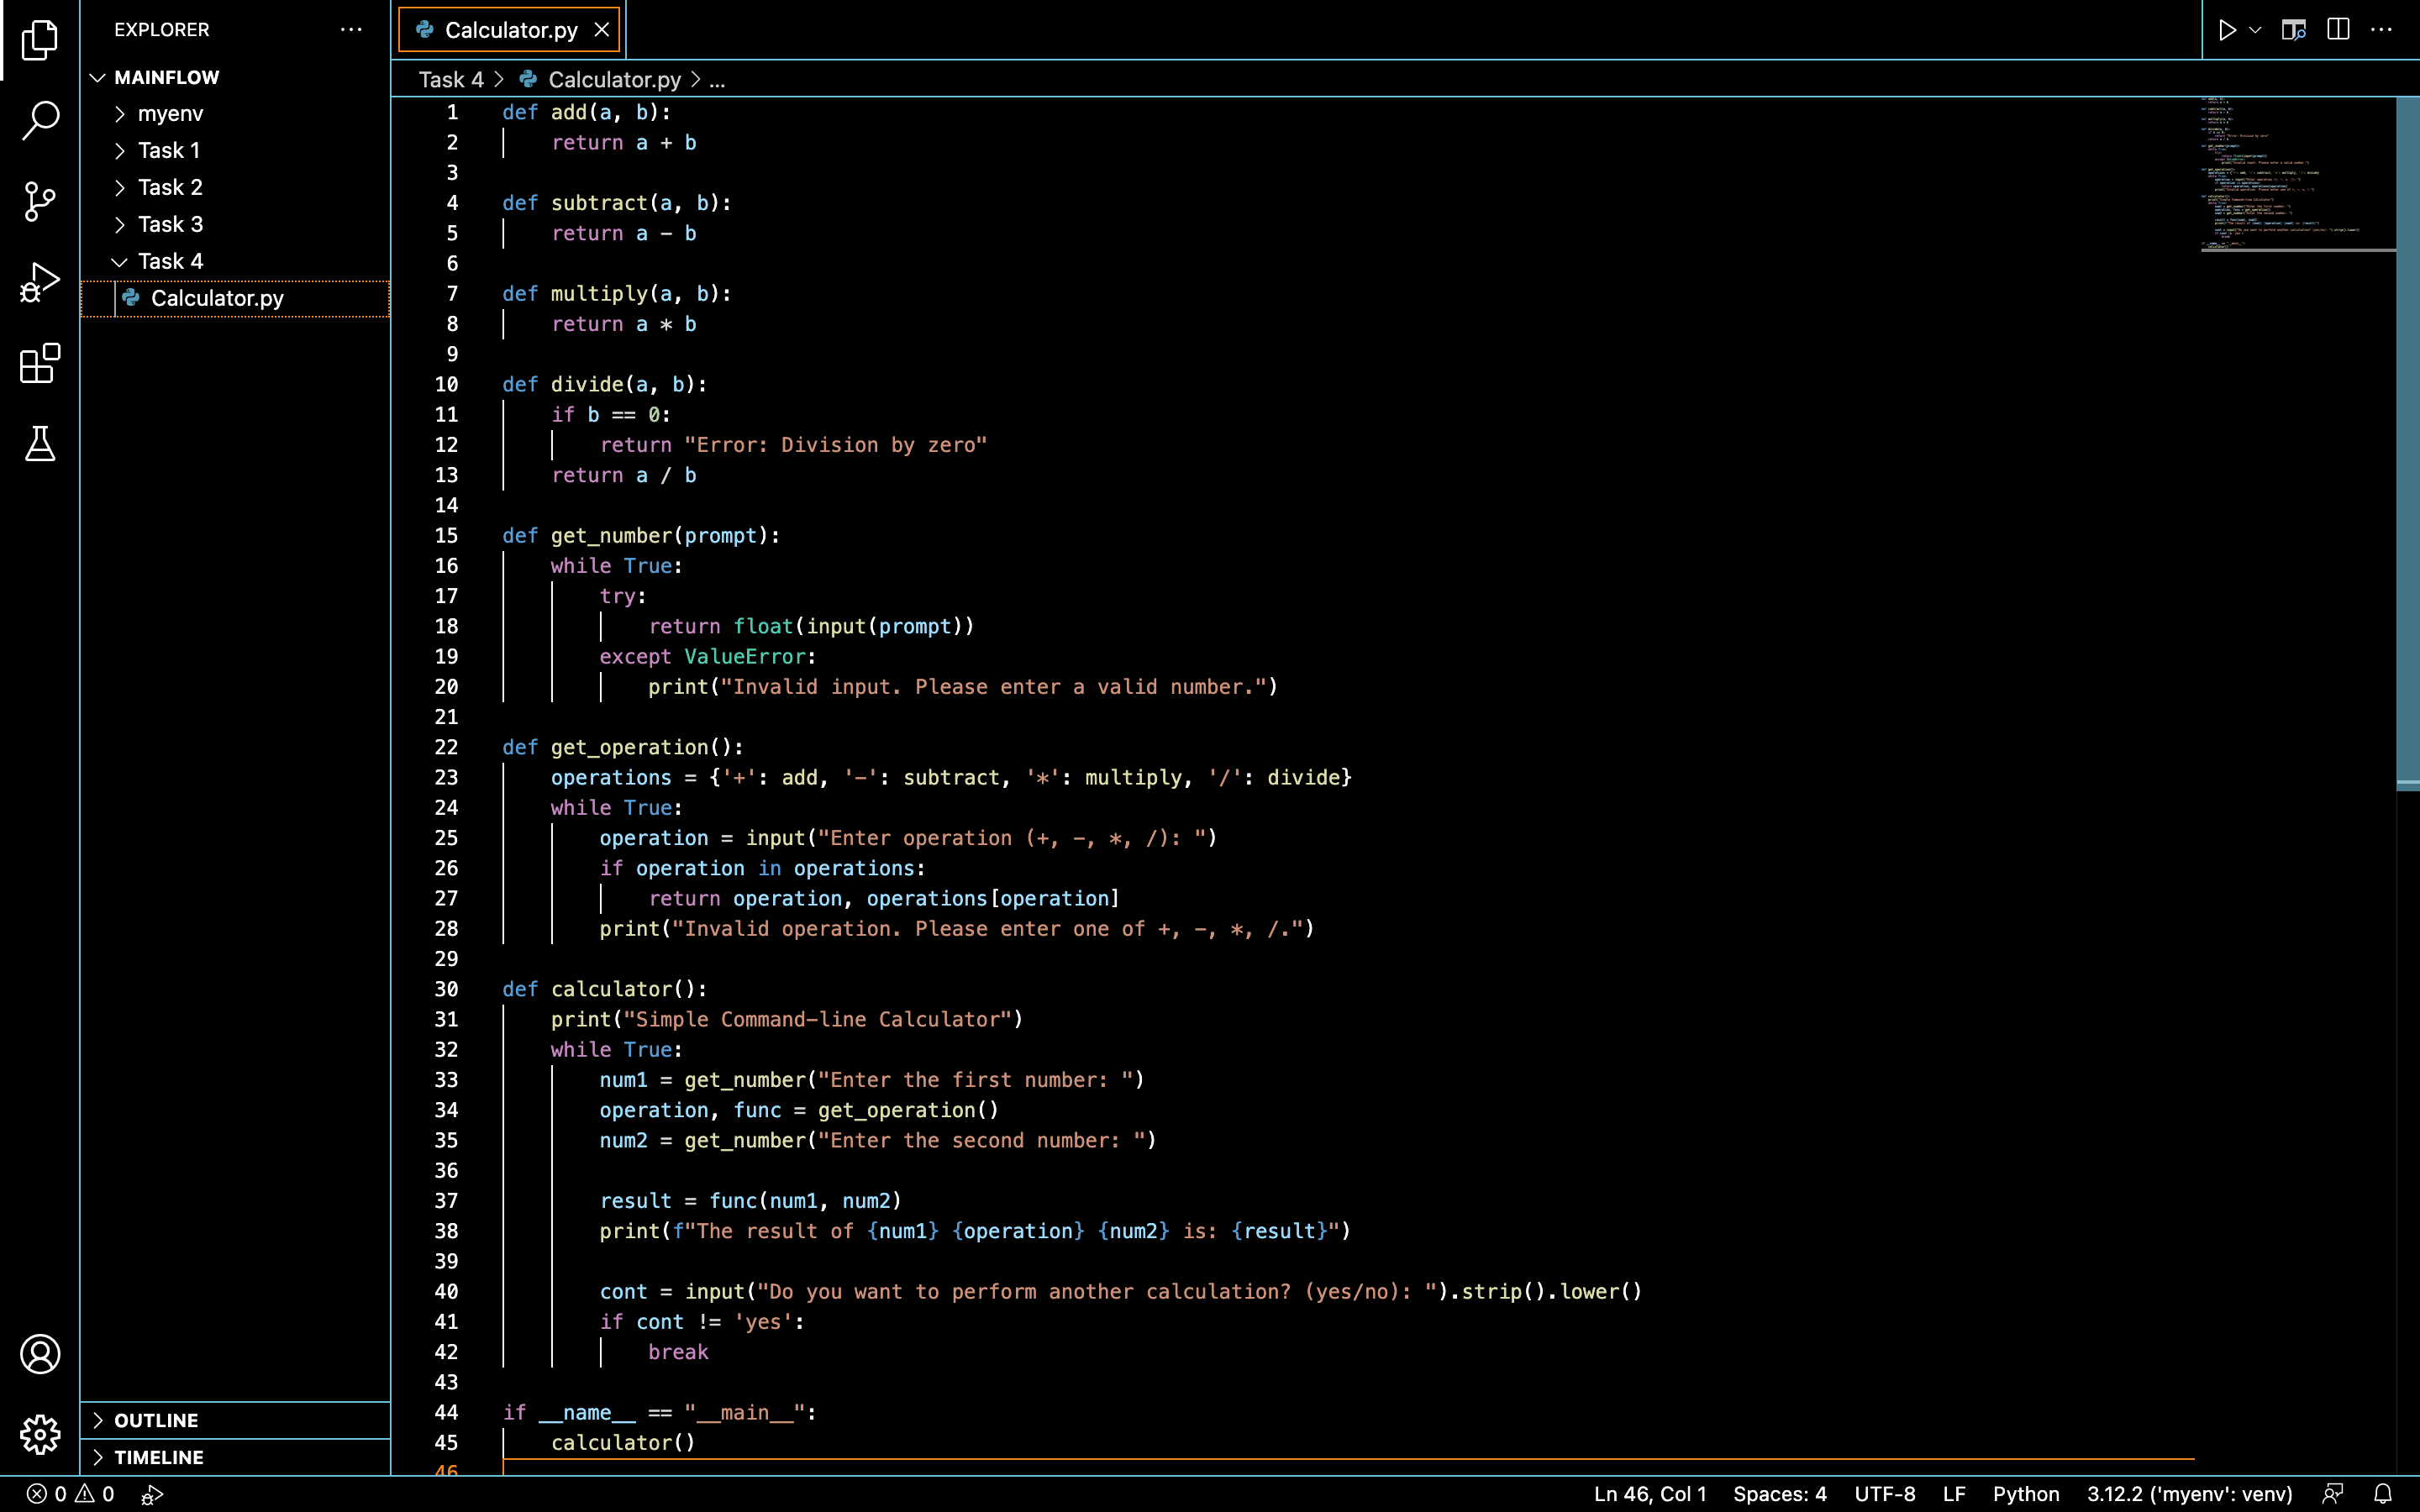 EXPLORER
MAINFLOW
myenv
Task 1
Task 2
Task 3
Task 4
Calculator.py
OUTLINE
TIMELINE
Calculator.py
Task 4 > Calculator.py > ...
1 def add(a, b):
2     return a + b
3
4 def subtract(a, b):
5     return a - b
6
7 def multiply(a, b):
8     return a * b
9
10 def divide(a, b):
11     if b == 0:
12         return "Error: Division by zero"
13     return a / b
14
15 def get_number(prompt):
16     while True:
17         try:
18             return float(input(prompt))
19         except ValueError:
20             print("Invalid input. Please enter a valid number.")
21
22 def get_operation():
23     operations = {'+': add, '-': subtract, '*': multiply, '/': divide}
24     while True:
25         operation = input("Enter operation (+, -, *, /): ")
26         if operation in operations:
27             return operation, operations[operation]
28         print("Invalid operation. Please enter one of +, -, *, /.")
29
30 def calculator():
31     print("Simple Command-line Calculator")
32     while True:
33         num1 = get_number("Enter the first number: ")
34         operation, func = get_operation()
35         num2 = get_number("Enter the second number: ")
36
37         result = func(num1, num2)
38         print(f"The result of {num1} {operation} {num2} is: {result}")
39
40         cont = input("Do you want to perform another calculation? (yes/no): ").strip().lower()
41         if cont != 'yes':
42             break
43
44 if __name__ == "__main__":
45     calculator()
46
0 0
Ln 46, Col 1 Spaces: 4 UTF-8 LF Python 3.12.2 ('myenv': venv)